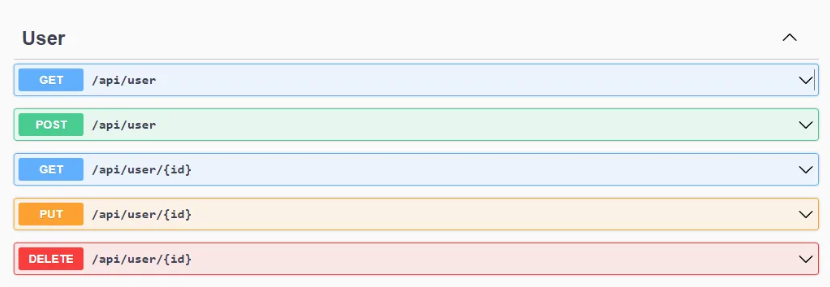 User
GET /api/user
POST /api/user
GET /api/user/{id}
PUT /api/user/{id}
DELETE /api/user/{id}